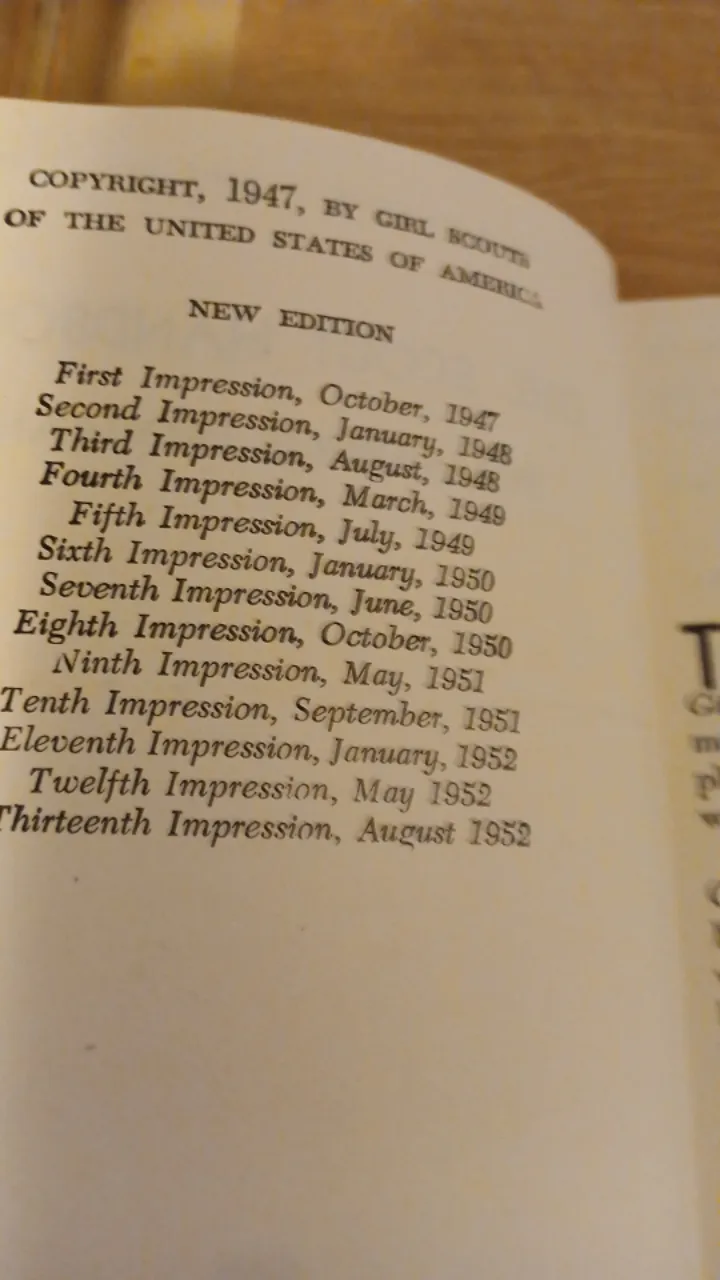 COPYRIGHT, 1947, BY GIRL SCOUTS
OF THE UNITED STATES OF AMERICA
NEW EDITION
First Impression, October, 1947
Second Impression, January, 1948
Third Impression, August, 1948
Fourth Impression, March, 1949
Fifth Impression, July, 1949
Sixth Impression, January, 1950
Seventh Impression, June, 1950
Eighth Impression, October, 1950
Ninth Impression, May, 1951
Tenth Impression, September, 1951
Eleventh Impression, January, 1952
Twelfth Impression, May 1952
Thirteenth Impression, August 1952